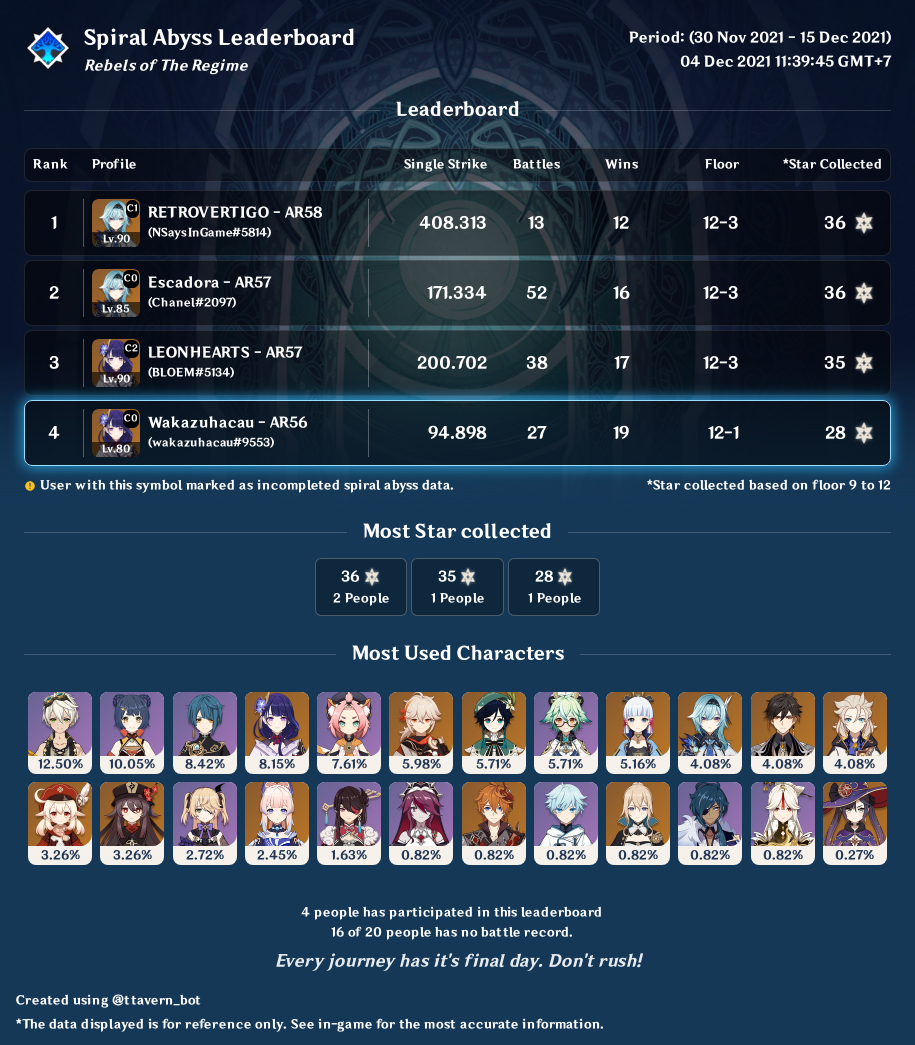 Spiral Abyss Leaderboard
Rebels of The Regime
Period: (30 Nov 2021 - 15 Dec 2021)
04 Dec 2021 11:39:45 GMT+7
Leaderboard
Rank Profile Single Strike Battles Wins Floor *Star Collected
1 C1 Lv.90 RETROVERTIGO - AR58 408.313 13 12 12-3 36
(NSaysInGame#5814)
2 C0 Lv.85 Escadora - AR57 171.334 52 16 12-3 36
(Chanel#2097)
3 C2 Lv.90 LEONHEARTS - AR57 200.702 38 17 12-3 35
(BLOEM#5134)
4 C0 Lv.80 Wakazuhacau - AR56 94.898 27 19 12-1 28
(wakazuhacau#9553)
User with this symbol marked as incompleted spiral abyss data.
*Star collected based on floor 9 to 12
Most Star collected
36 35 28
2 People 1 People 1 People
Most Used Characters
12.50% 10.05% 8.42% 8.15% 7.61% 5.98% 5.71% 5.71% 5.16% 4.08% 4.08% 4.08%
3.26% 3.26% 2.72% 2.45% 1.63% 0.82% 0.82% 0.82% 0.82% 0.82% 0.82% 0.27%
4 people has participated in this leaderboard
16 of 20 people has no battle record.
Every journey has it's final day. Don't rush!
Created using @ttavern_bot
*The data displayed is for reference only. See in-game for the most accurate information.